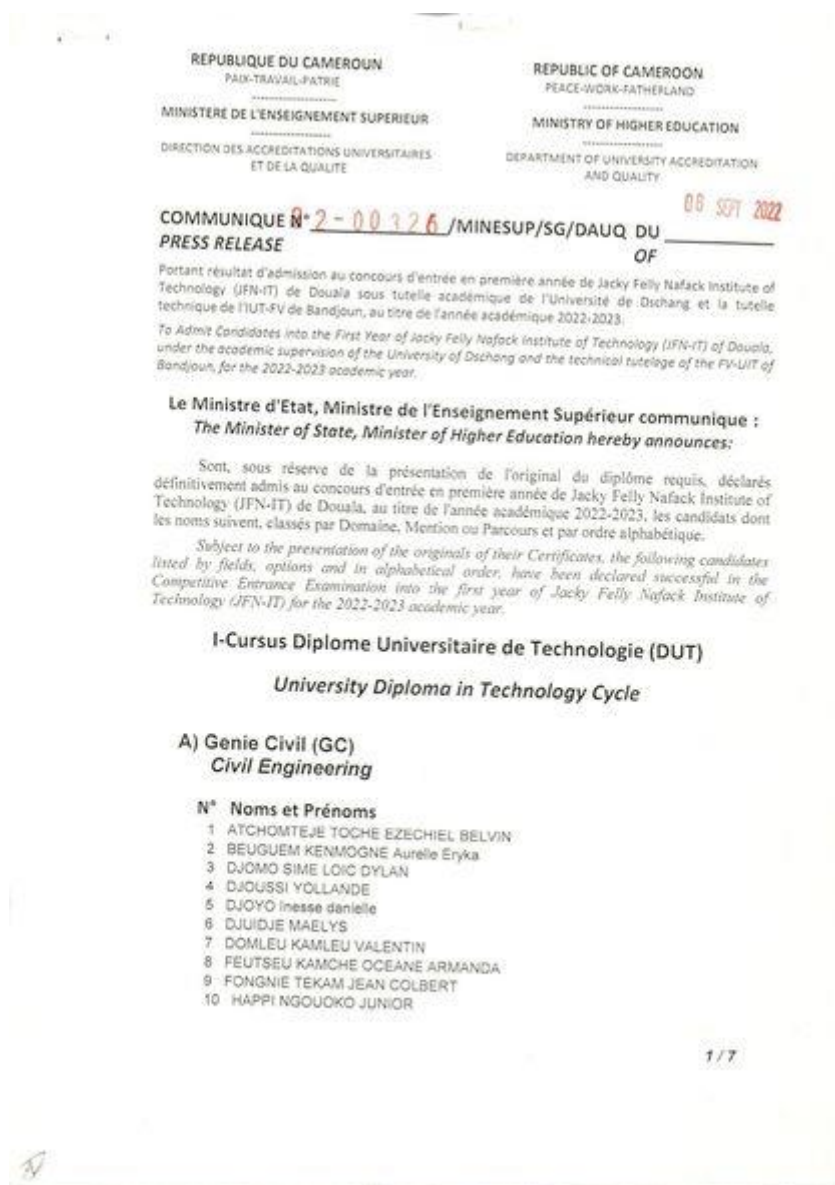 REPUBLIQUE DU CAMEROUN
PAIX-TRAVAIL-PATRIE
--------------------
MINISTERE DE L'ENSEIGNEMENT SUPERIEUR
--------------------
DIRECTION DES ACCREDITATIONS UNIVERSITAIRES
ET DE LA QUALITE
REPUBLIC OF CAMEROON
PEACE-WORK-FATHERLAND
--------------------
MINISTRY OF HIGHER EDUCATION
--------------------
DEPARTMENT OF UNIVERSITY ACCREDITATION
AND QUALITY
06 SEPT 2022
COMMUNIQUE N° 2-00326 /MINESUP/SG/DAUQ DU
PRESS RELEASE OF
Portant résultat d'admission au concours d'entrée en première année de Jacky Felly Nafack Institute of
Technology (JFN-IT) de Douala sous tutelle académique de l'Université de Dschang et la tutelle
technique de l'IUT-FV de Bandjoun, au titre de l'année académique 2022-2023.
To Admit Candidates into the First Year of Jacky Felly Nafack Institute of Technology (JFN-IT) of Douala,
under the academic supervision of the University of Dschang and the technical tutelage of the FV-UIT of
Bandjoun, for the 2022-2023 academic year.
Le Ministre d'Etat, Ministre de l'Enseignement Supérieur communique :
The Minister of State, Minister of Higher Education hereby announces:
Sont, sous réserve de la présentation de l'original du diplôme requis, déclarés
définitivement admis au concours d'entrée en première année de Jacky Felly Nafack Institute of
Technology (JFN-IT) de Douala, au titre de l'année académique 2022-2023, les candidats dont
les noms suivent, classés par Domaine, Mention ou Parcours et par ordre alphabétique.
Subject to the presentation of the originals of their Certificates, the following candidates
listed by fields, options and in alphabetical order, have been declared successful in the
Competitive Entrance Examination into the first year of Jacky Felly Nafack Institute of
Technology (JFN-IT) for the 2022-2023 academic year.
I-Cursus Diplome Universitaire de Technologie (DUT)
University Diploma in Technology Cycle
A) Genie Civil (GC)
Civil Engineering
N° Noms et Prénoms
1 ATCHOMTEJE TOCHE EZECHIEL BELVIN
2 BEUGUEM KENMOGNE Aurelle Eryka
3 DJOMO SIME LOIC DYLAN
4 DJOUSSI YOLLANDE
5 DJOYO Inesse danielle
6 DJUIDJE MAELYS
7 DOMLEU KAMLEU VALENTIN
8 FEUTSEU KAMCHE OCEANE ARMANDA
9 FONGNIE TEKAM JEAN COLBERT
10 HAPPI NGOUOKO JUNIOR
1 / 7